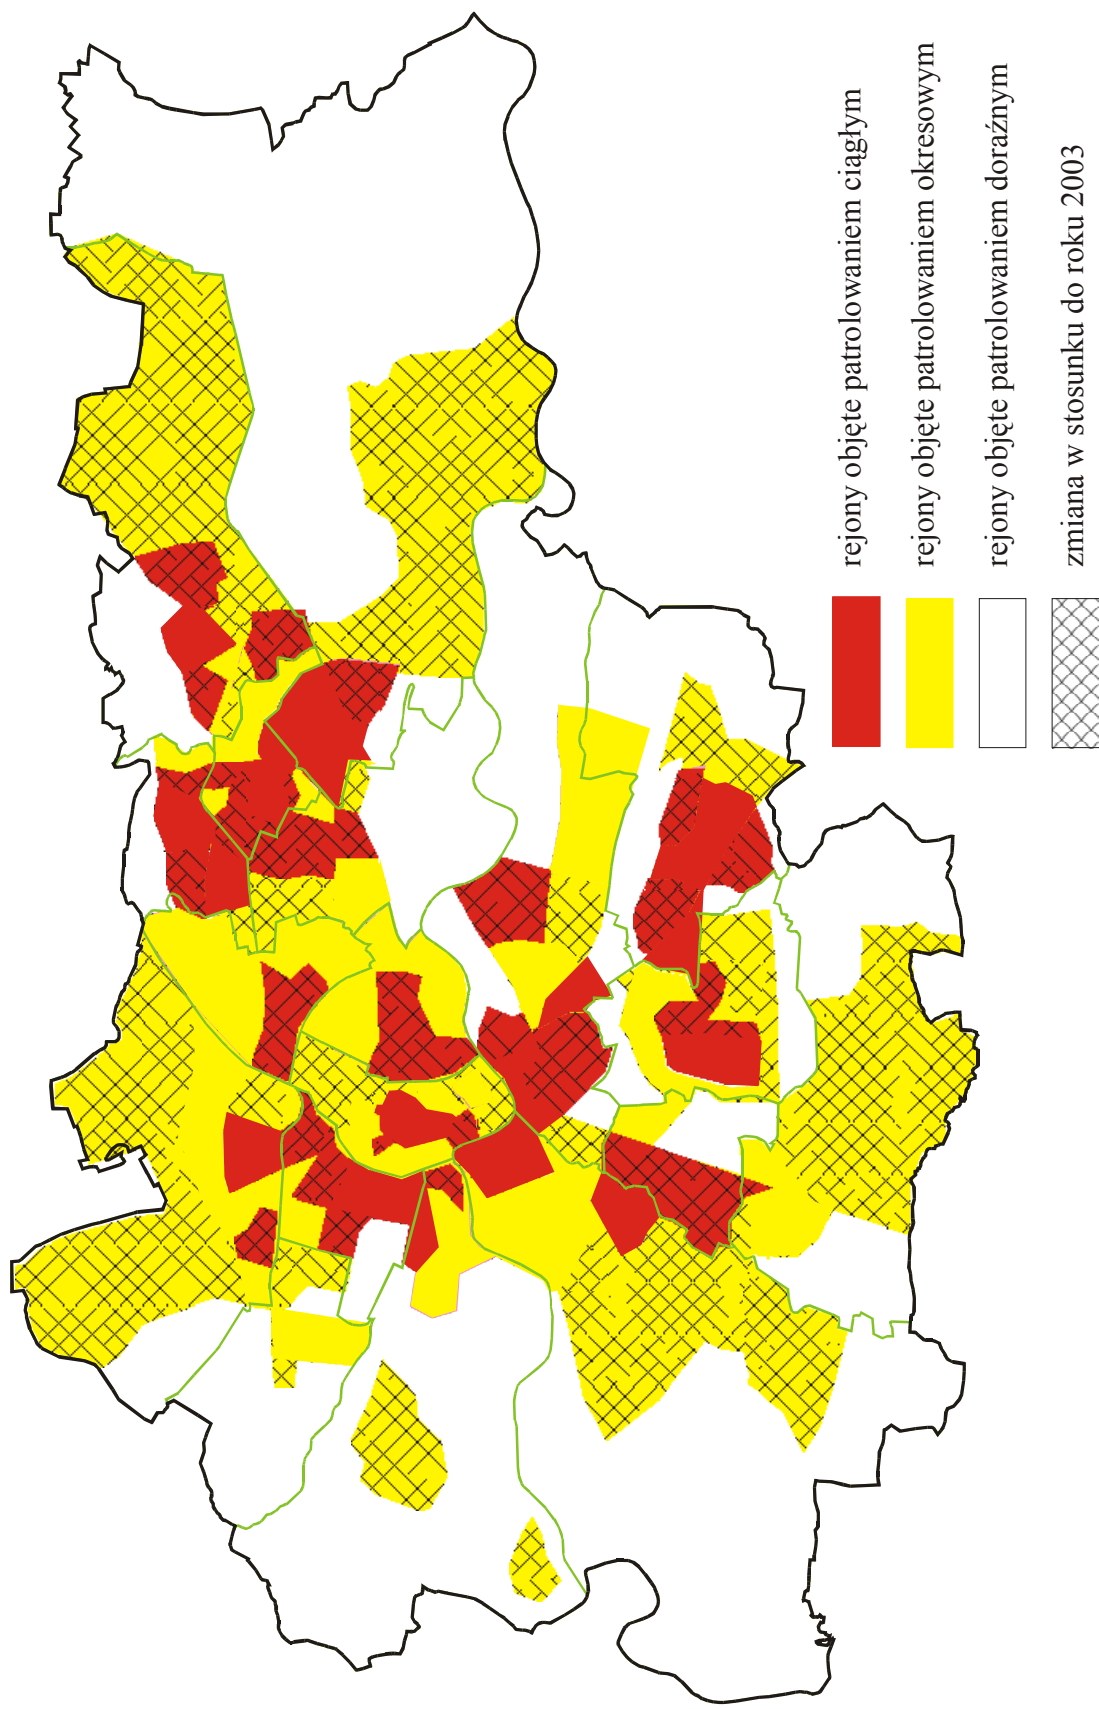 rejony objęte patrolowaniem ciągłym
rejony objęte patrolowaniem okresowym
rejony objęte patrolowaniem doraźnym
zmiana w stosunku do roku 2003